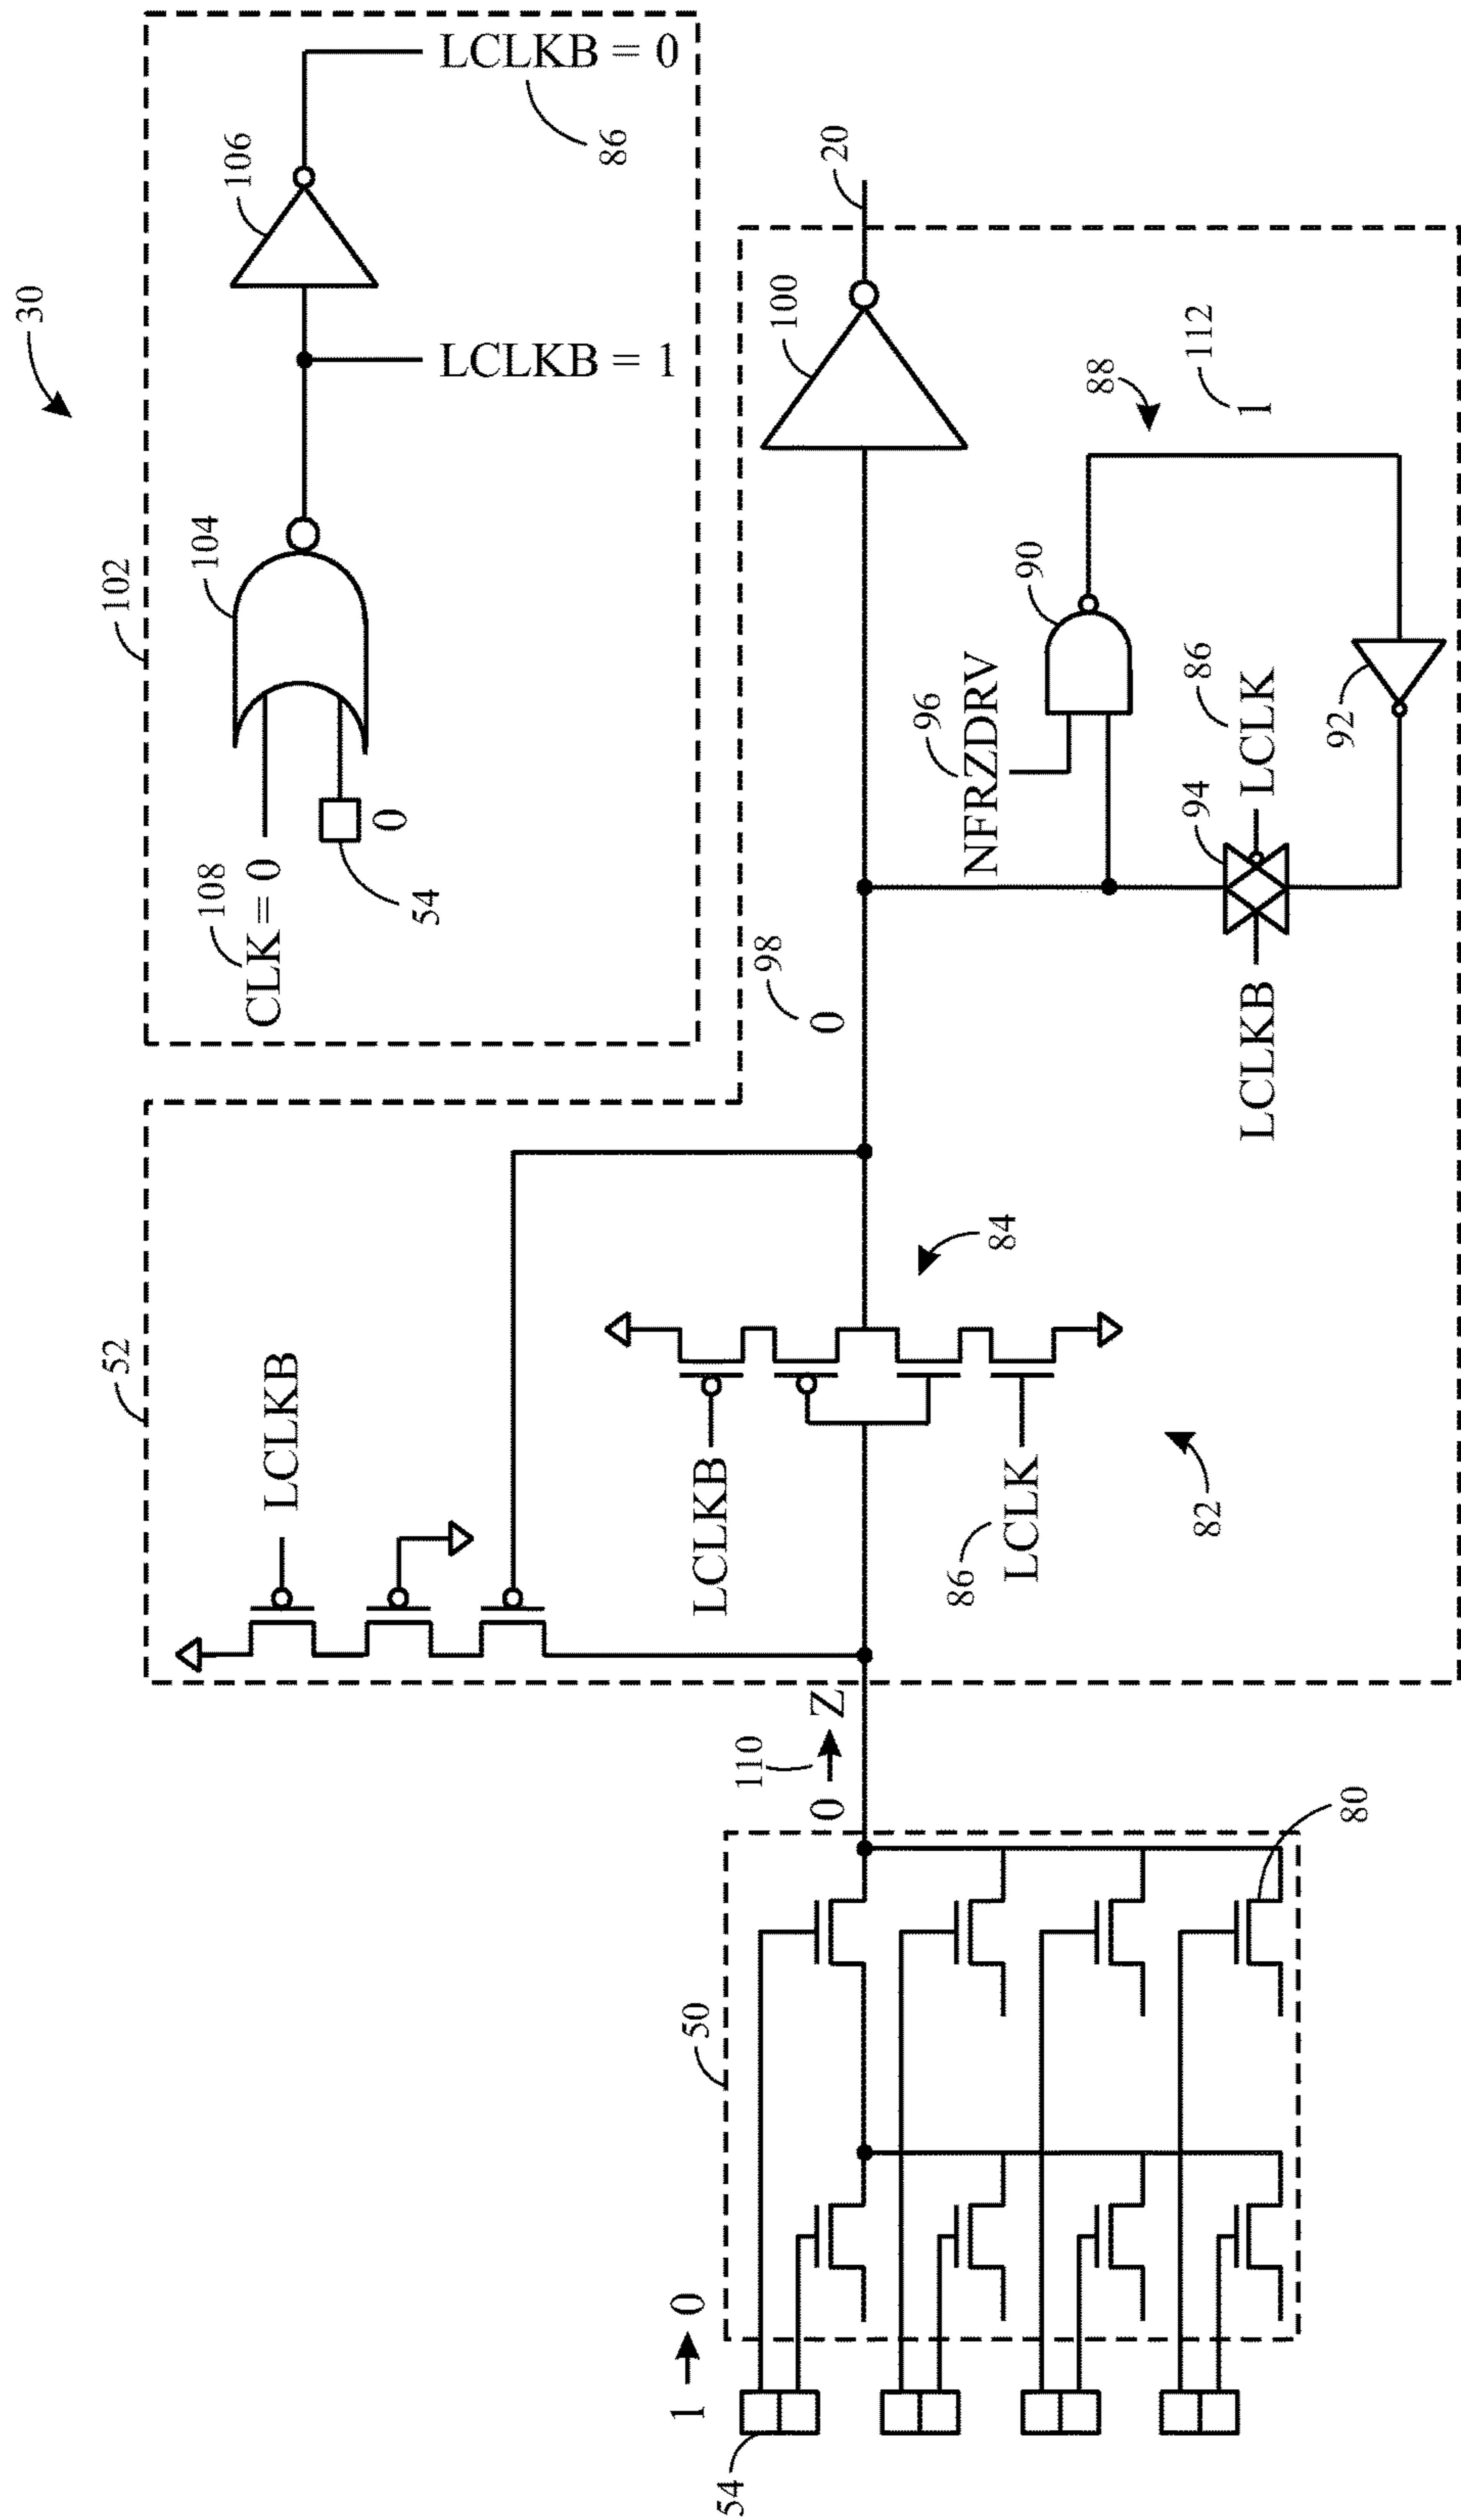 30
102
104
106
108
CLK = 0
54
0
LCLKB = 1
LCLKB = 0
86
52
LCLKB
LCLKB
86
LCLK
84
82
98
0
100
20
NFRZDRV
96
90
88
1
112
94
86
LCLK
LCLKB
92
50
1 → 0
54
80
110
0 → Z